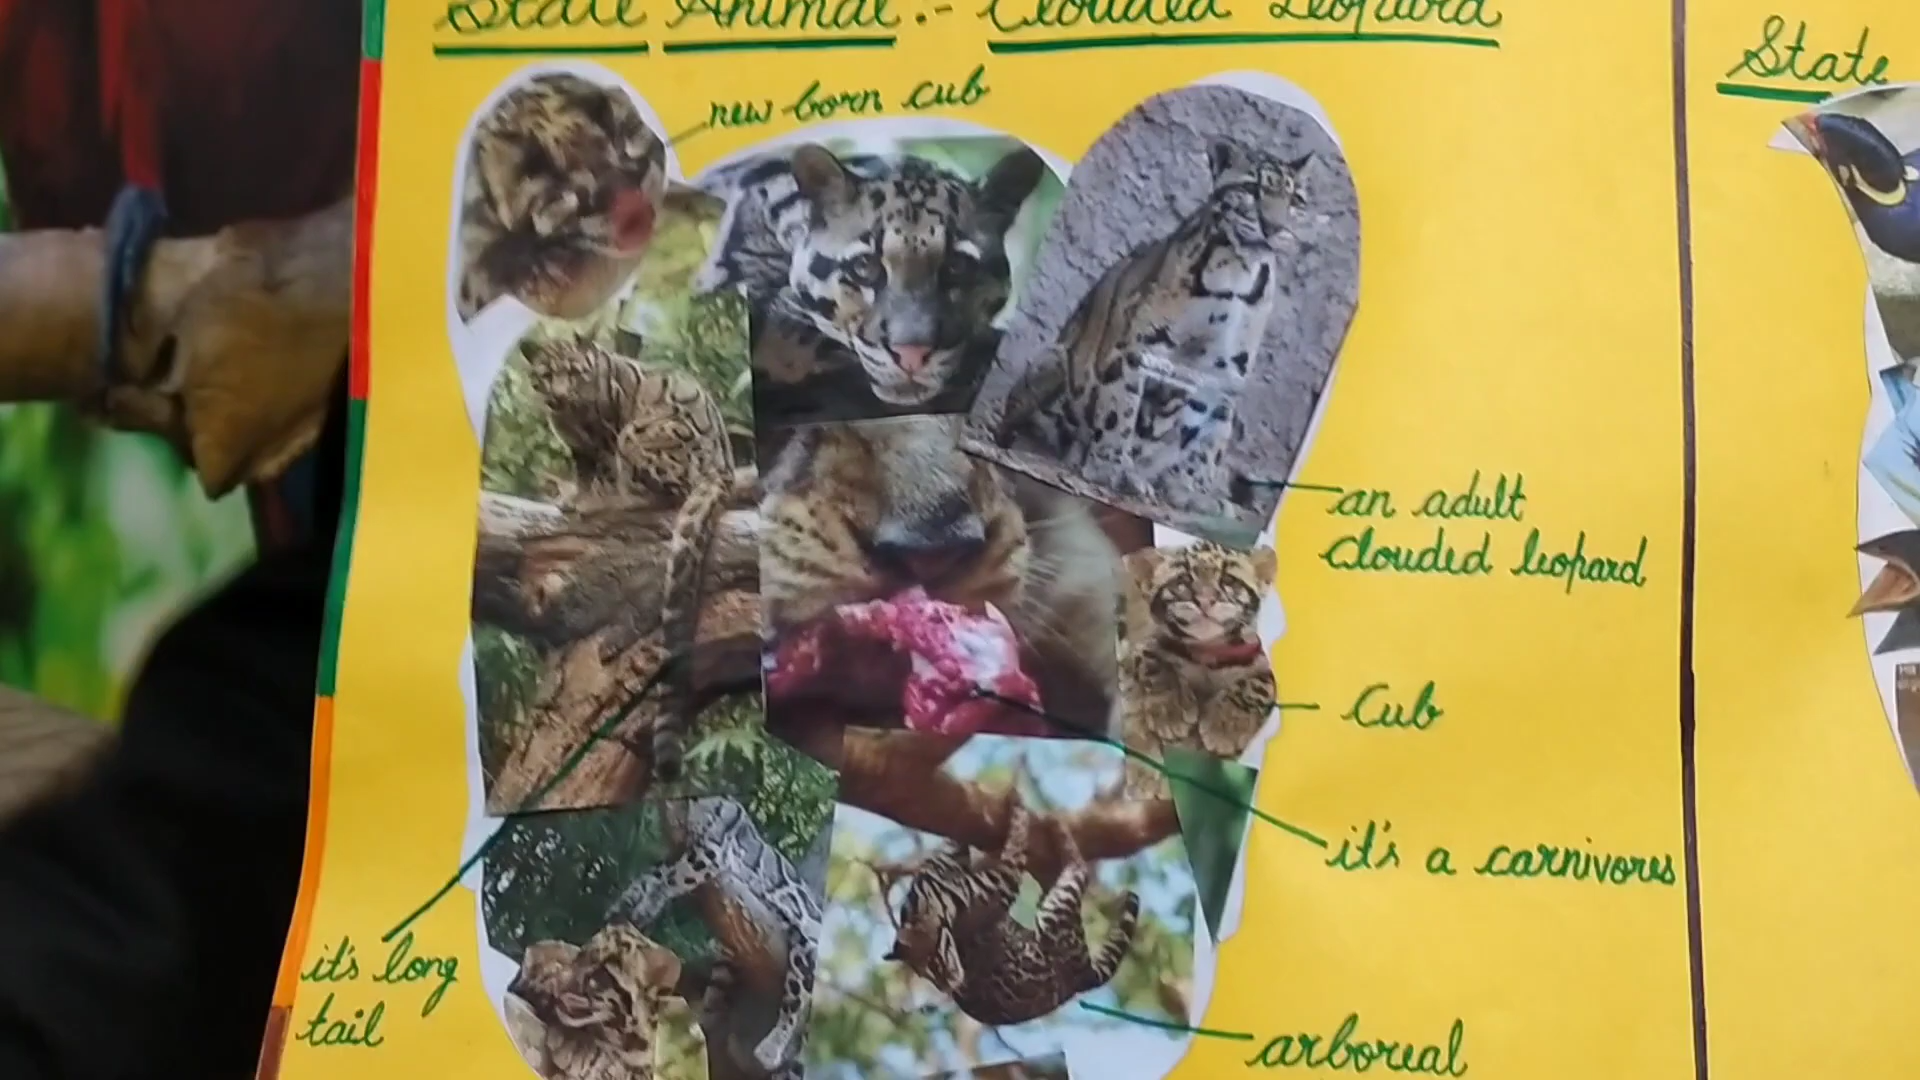 State Animal :- Clouded Leopard
State
new born cub
an adult
Clouded leopard
Cub
it's a carnivores
it's long
tail
arboreal